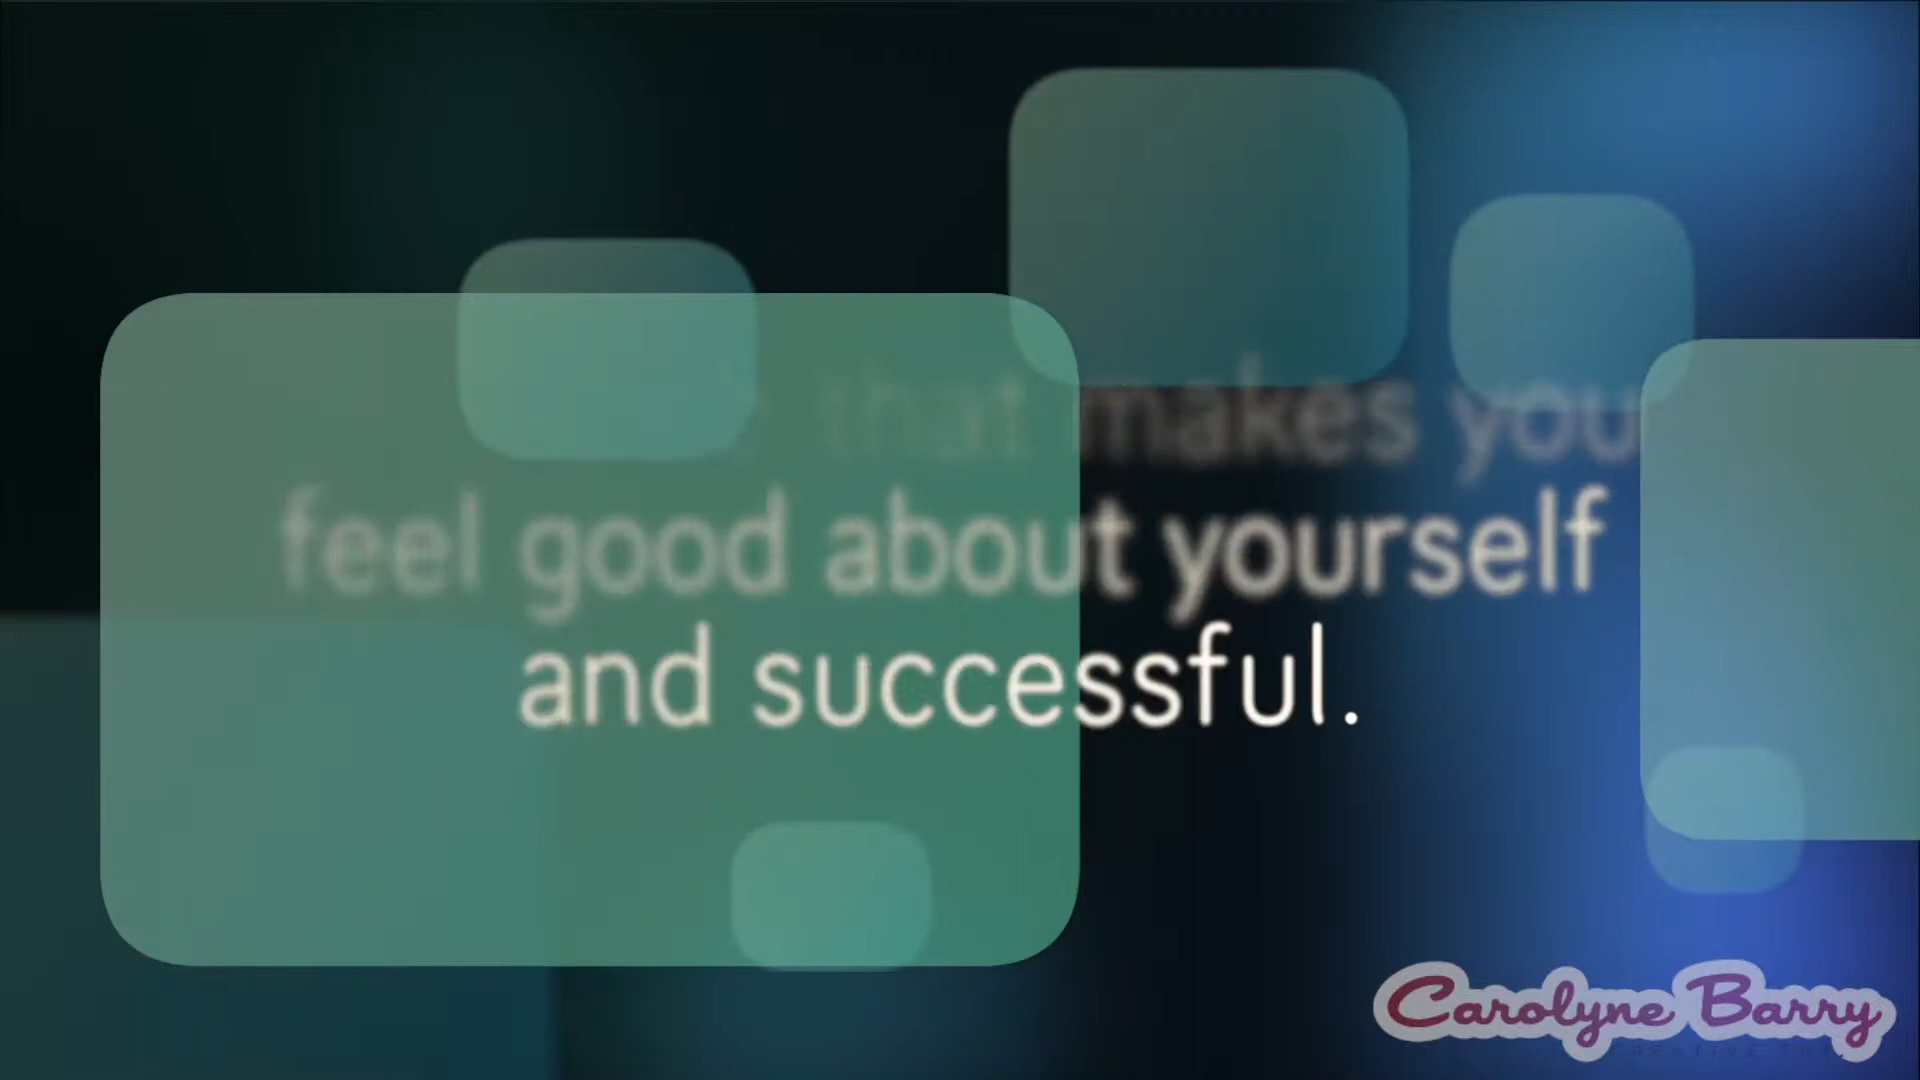 that makes you
feel good about yourself
and successful.
Carolyne Barry